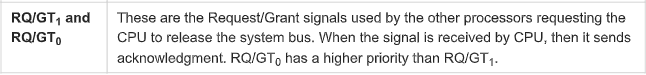 RQ/GT₁ and
RQ/GT₀
These are the Request/Grant signals used by the other processors requesting the
CPU to release the system bus. When the signal is received by CPU, then it sends
acknowledgment. RQ/GT₀ has a higher priority than RQ/GT₁.